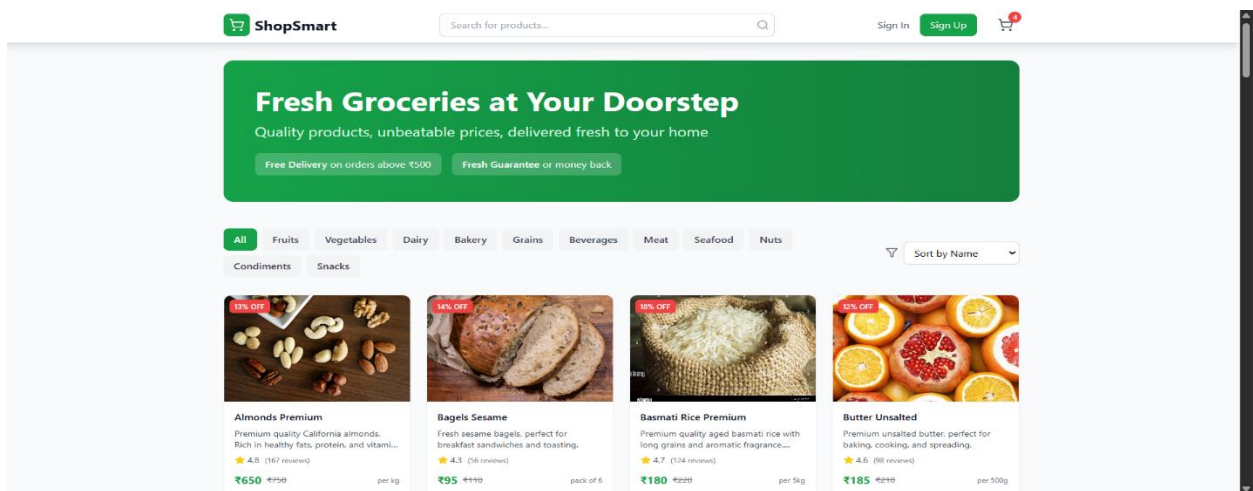 ShopSmart
Search for products...
Sign In
Sign Up
4
Fresh Groceries at Your Doorstep
Quality products, unbeatable prices, delivered fresh to your home
Free Delivery on orders above ₹500
Fresh Guarantee or money back
All Fruits Vegetables Dairy Bakery Grains Beverages Meat Seafood Nuts
Condiments Snacks
Sort by Name
13% OFF
Almonds Premium
Premium quality California almonds.
Rich in healthy fats, protein, and vitami...
4.8 (167 reviews)
₹650 ₹750 per kg
14% OFF
Bagels Sesame
Fresh sesame bagels, perfect for
breakfast sandwiches and toasting.
4.3 (56 reviews)
₹95 ₹110 pack of 6
18% OFF
Basmati Rice Premium
Premium quality aged basmati rice with
long grains and aromatic fragrance....
4.7 (124 reviews)
₹180 ₹220 per 5kg
12% OFF
Butter Unsalted
Premium unsalted butter, perfect for
baking, cooking, and spreading.
4.6 (98 reviews)
₹185 ₹210 per 500g